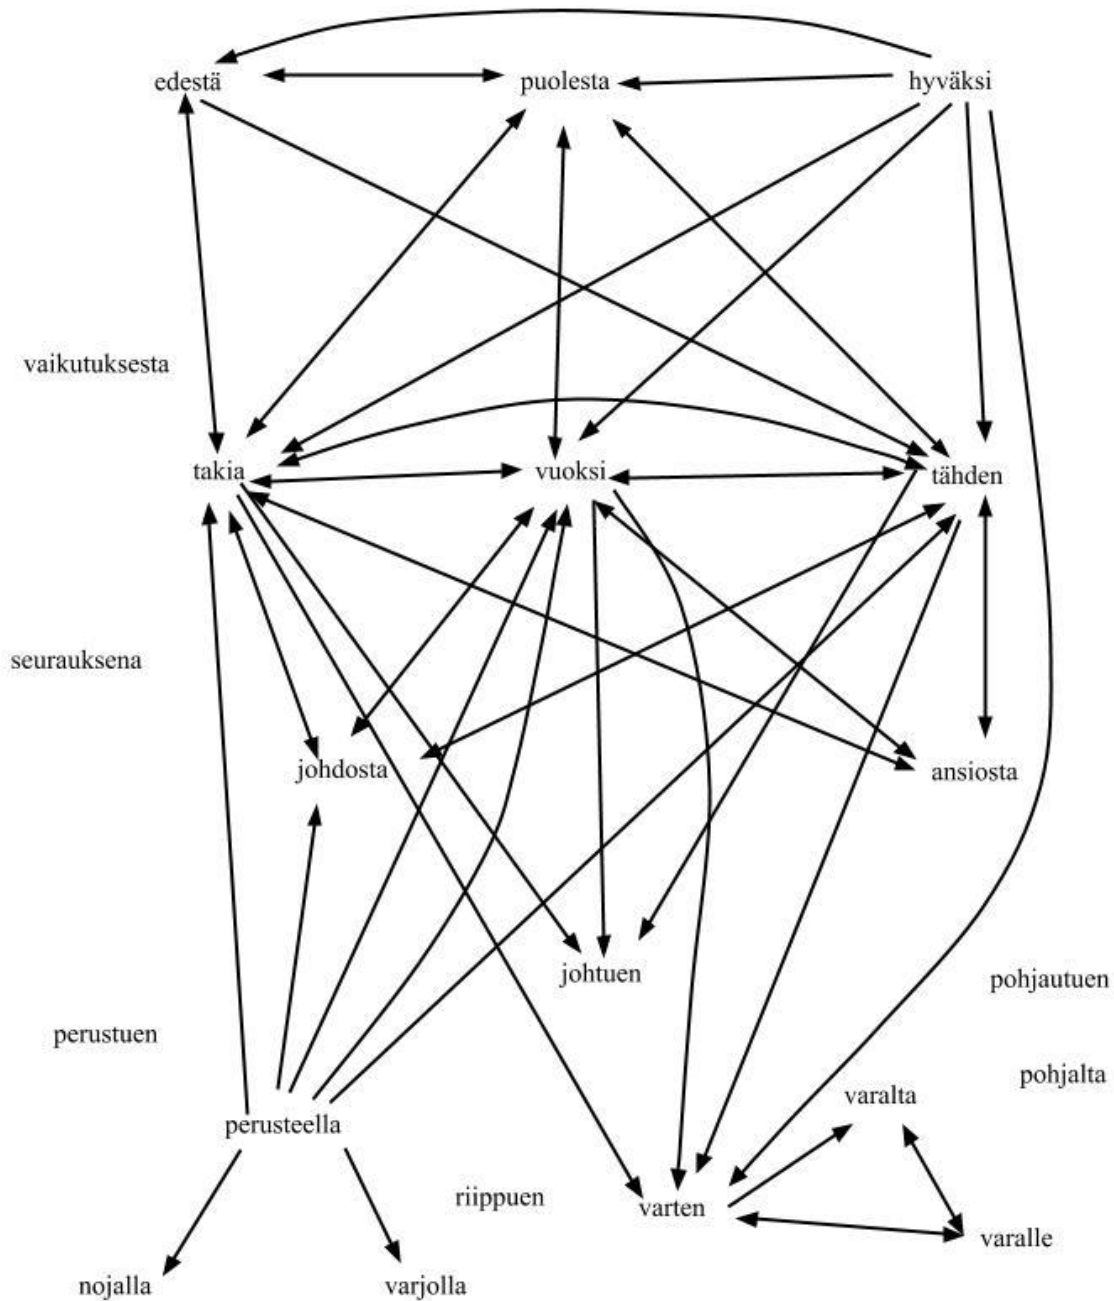 edestä
puolesta
hyväksi
vaikutuksesta
takia
vuoksi
tähden
seurauksena
johdosta
ansiosta
johtuen
pohjautuen
perustuen
pohjalta
varalta
perusteella
riippuen
varten
varalle
nojalla
varjolla